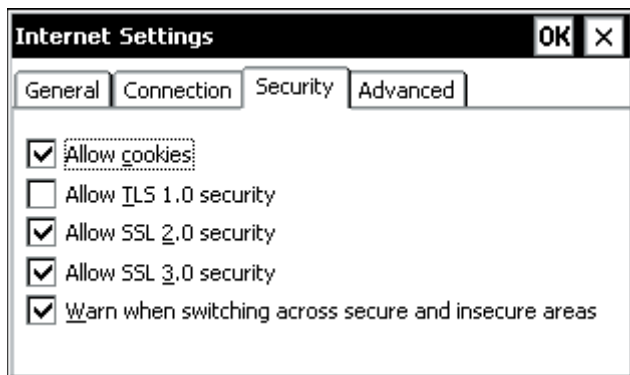 Internet Settings OK ×
General Connection Security Advanced
Allow cookies
Allow TLS 1.0 security
Allow SSL 2.0 security
Allow SSL 3.0 security
Warn when switching across secure and insecure areas